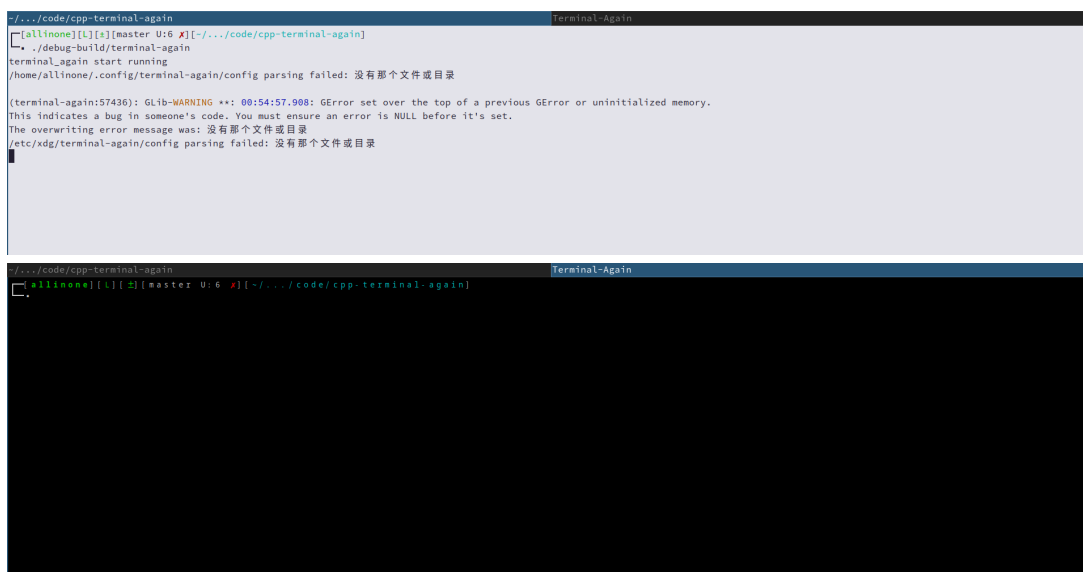 ~/.../code/cpp-terminal-again Terminal-Again
[allinone][L][±][master U:6 ✗][~/.../code/cpp-terminal-again]
./debug-build/terminal-again
terminal_again start running
/home/allinone/.config/terminal-again/config parsing failed: 没有那个文件或目录
(terminal-again:57436): GLib-WARNING **: 00:54:57.908: GError set over the top of a previous GError or uninitialized memory.
This indicates a bug in someone's code. You must ensure an error is NULL before it's set.
The overwriting error message was: 没有那个文件或目录
/etc/xdg/terminal-again/config parsing failed: 没有那个文件或目录
~/.../code/cpp-terminal-again Terminal-Again
[allinone][L][±][master U:6 ✗][~/.../code/cpp-terminal-again]